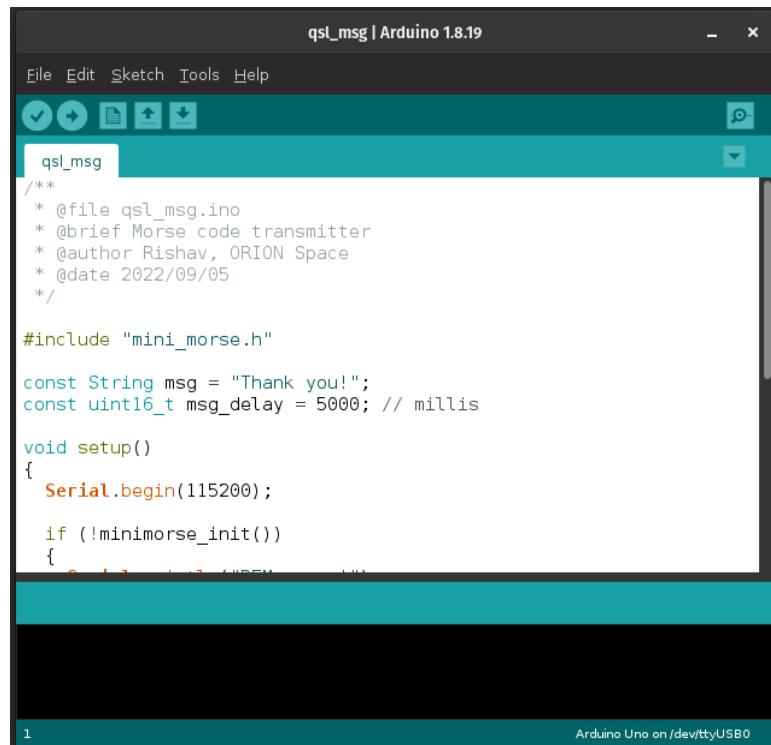 qsl_msg | Arduino 1.8.19
File Edit Sketch Tools Help
qsl_msg
/**
 * @file qsl_msg.ino
 * @brief Morse code transmitter
 * @author Rishav, ORION Space
 * @date 2022/09/05
 */
#include "mini_morse.h"
const String msg = "Thank you!";
const uint16_t msg_delay = 5000; // millis
void setup()
{
  Serial.begin(115200);
  if (!minimorse_init())
  {
1
Arduino Uno on /dev/ttyUSB0